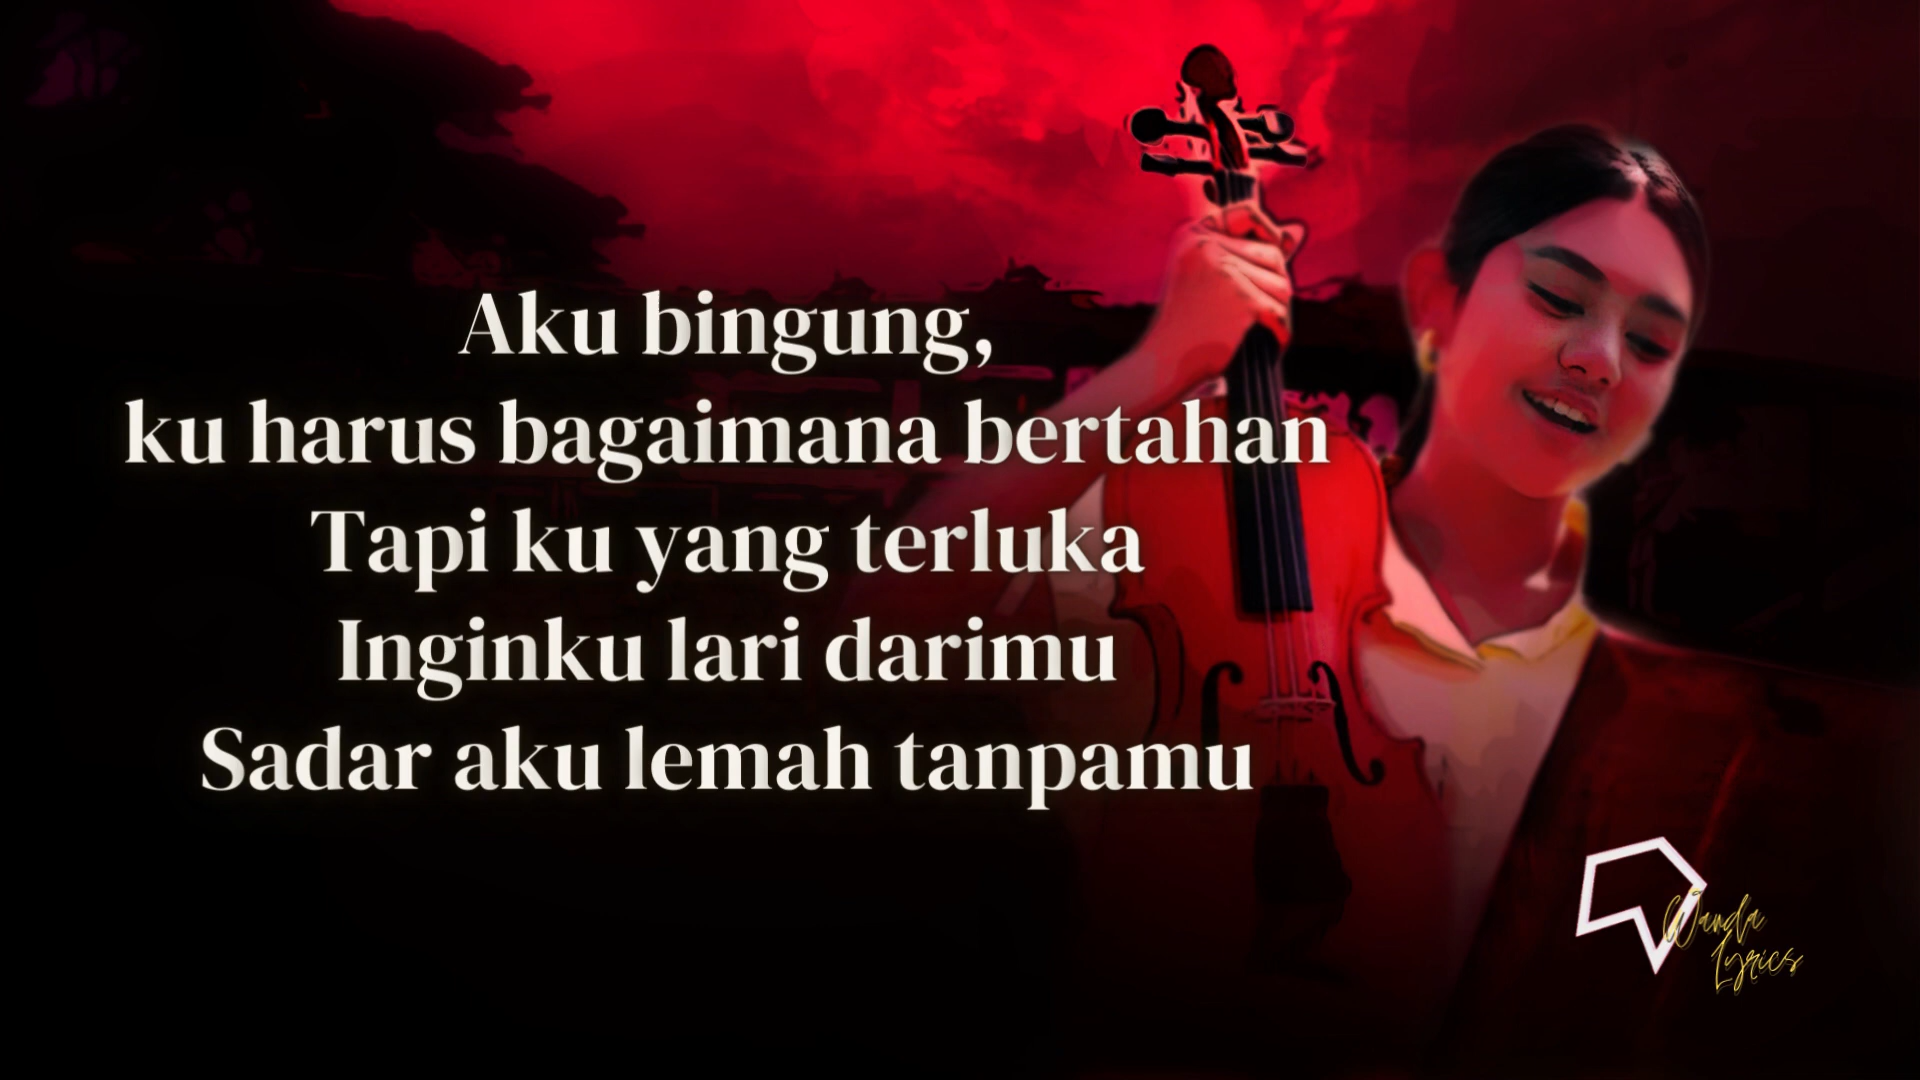 Aku bingung,
ku harus bagaimana bertahan
Tapi ku yang terluka
Inginku lari darimu
Sadar aku lemah tanpamu
Wanda
Lyrics